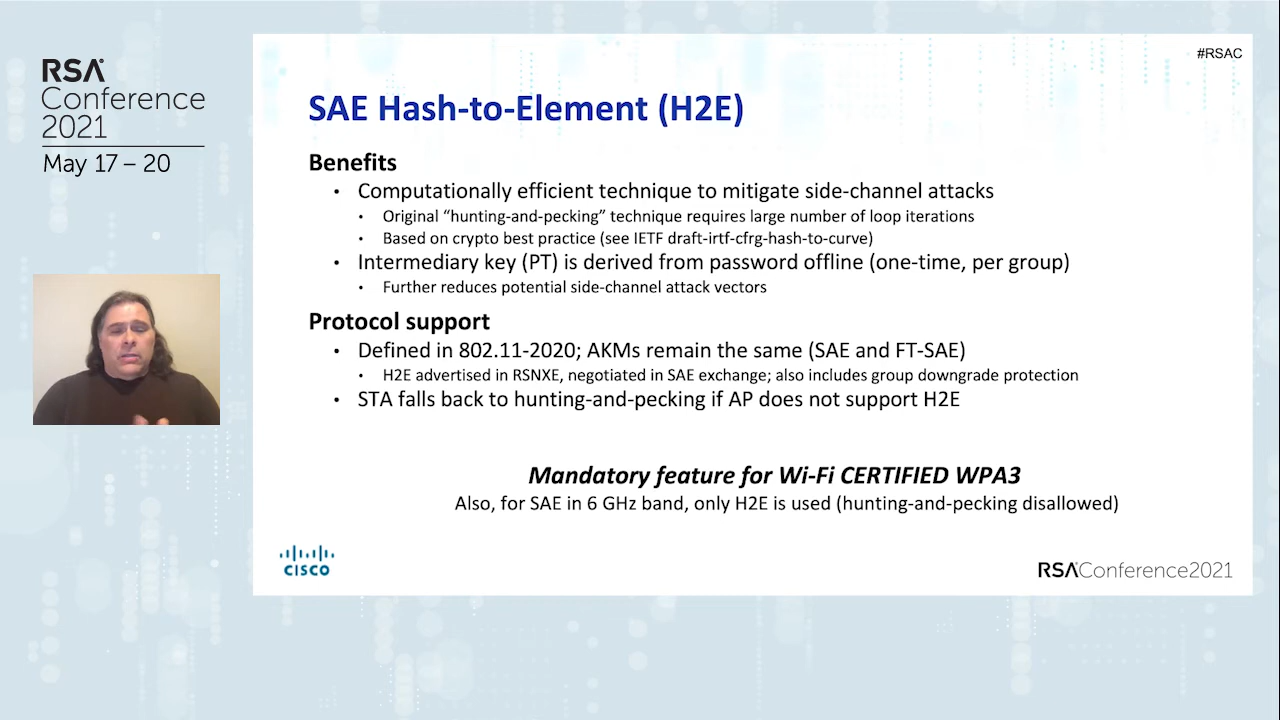 RSA
Conference
2021
May 17 – 20
#RSAC
SAE Hash-to-Element (H2E)
Benefits
• Computationally efficient technique to mitigate side-channel attacks
• Original “hunting-and-pecking” technique requires large number of loop iterations
• Based on crypto best practice (see IETF draft-irtf-cfrg-hash-to-curve)
• Intermediary key (PT) is derived from password offline (one-time, per group)
• Further reduces potential side-channel attack vectors
Protocol support
• Defined in 802.11-2020; AKMs remain the same (SAE and FT-SAE)
• H2E advertised in RSNXE, negotiated in SAE exchange; also includes group downgrade protection
• STA falls back to hunting-and-pecking if AP does not support H2E
Mandatory feature for Wi-Fi CERTIFIED WPA3
Also, for SAE in 6 GHz band, only H2E is used (hunting-and-pecking disallowed)
CISCO
RSAConference2021